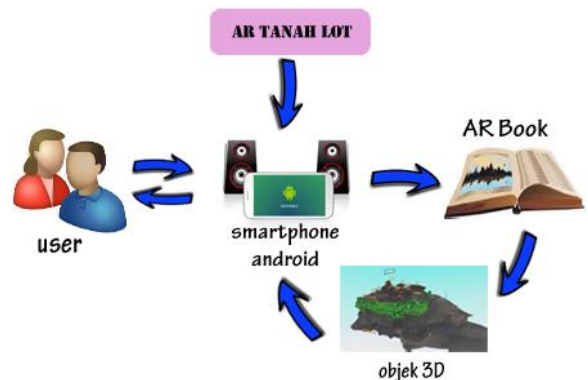 AR TANAH LOT
AR Book
user
smartphone
android
objek 3D